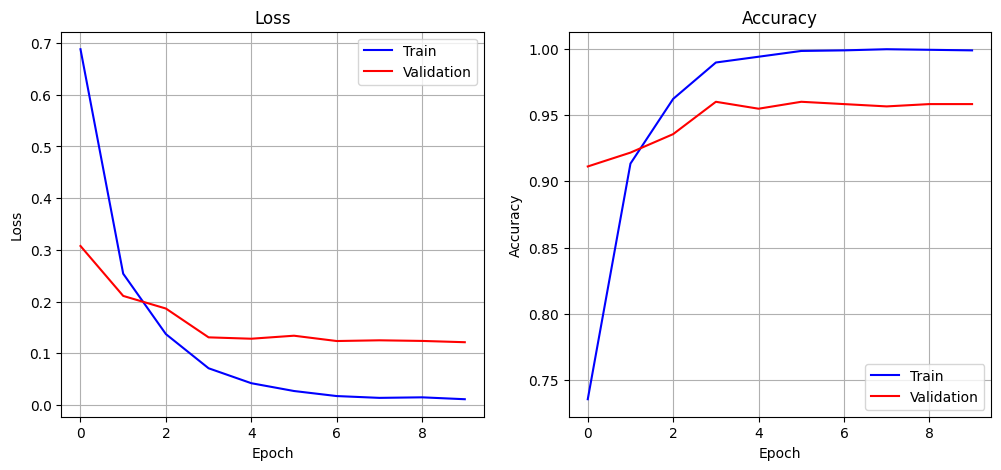 Loss
0.7
0.6
0.5
0.4
0.3
0.2
0.1
0.0
Loss
Train
Validation
0 2 4 6 8
Epoch
Accuracy
1.00
0.95
0.90
0.85
0.80
0.75
Accuracy
Train
Validation
0 2 4 6 8
Epoch